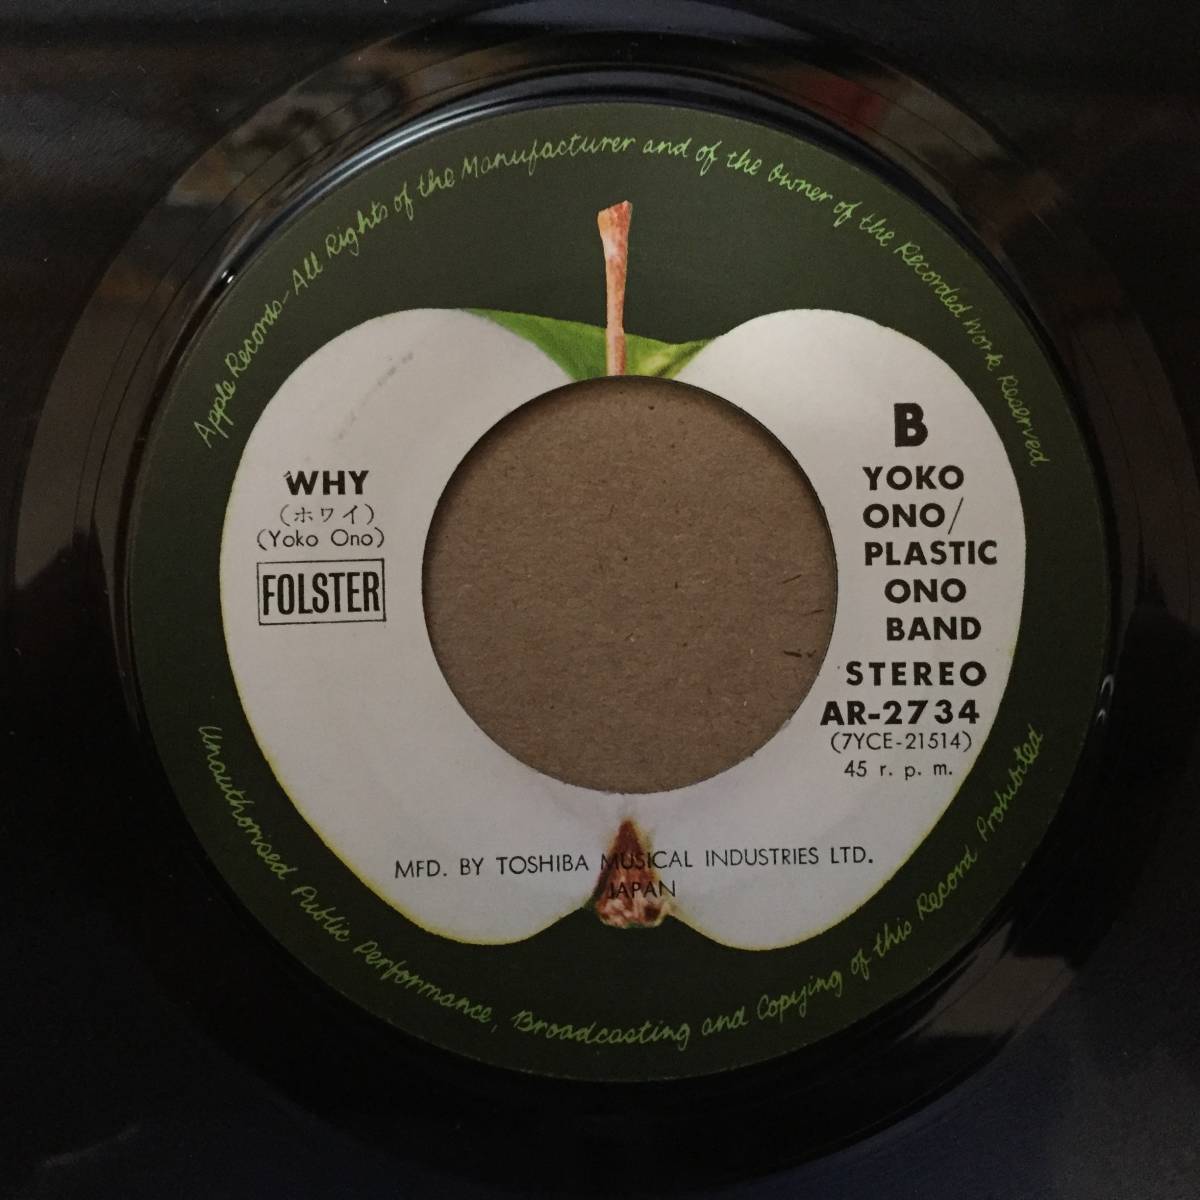 Apple Records-All Rights of the Manufacturer and of the Owner of the Recorded Work Reserved
WHY
(ホワイ)
(Yoko Ono)
FOLSTER
B
YOKO
ONO/
PLASTIC
ONO
BAND
STEREO
AR-2734
(7YCE-21514)
45 r. p. m.
MFD. BY TOSHIBA MUSICAL INDUSTRIES LTD.
JAPAN
Unauthorised Public Performance, Broadcasting and Copying of this Record Prohibited